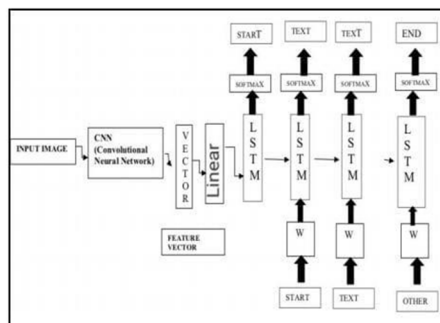 START TEXT TEXT END
SOFTMAX SOFTMAX SOFTMAX SOFTMAX
INPUT IMAGE
CNN
(Convolutional
Neural Network)
VECTOR
Linear
LSTM LSTM LSTM LSTM
FEATURE
VECTOR
W W W
START TEXT OTHER